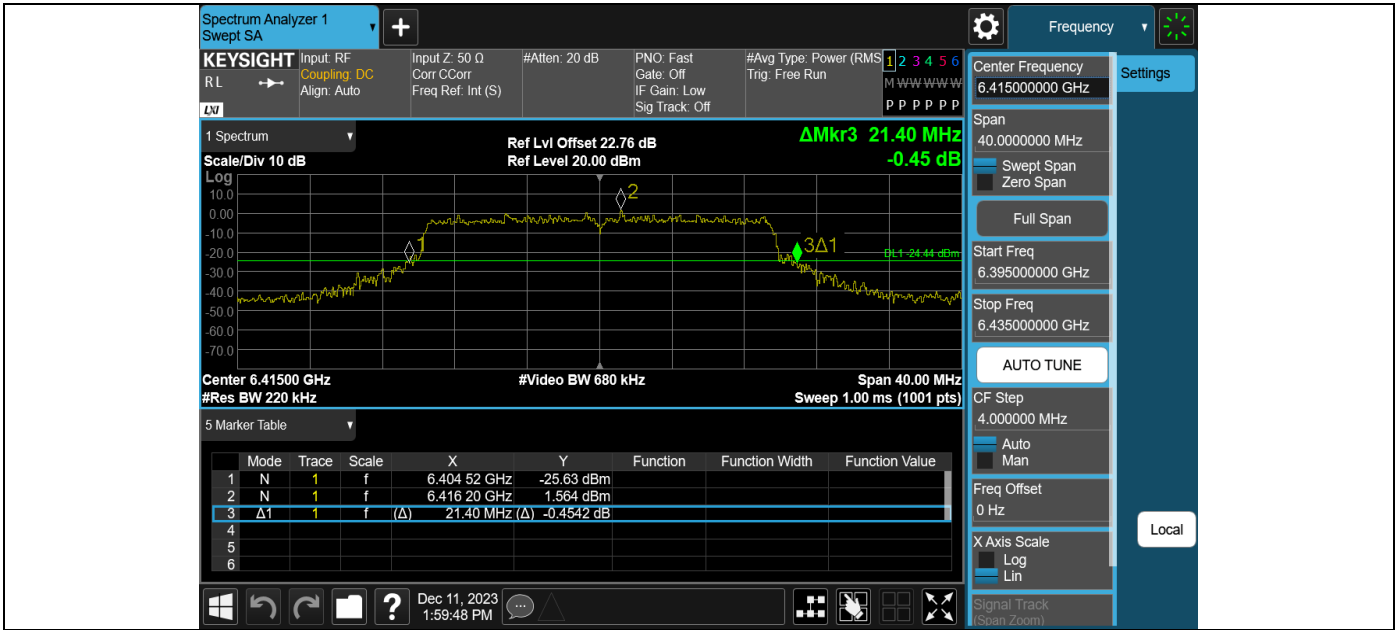 Spectrum Analyzer 1
Swept SA
+
Frequency
KEYSIGHT
RL
LXI
Input: RF
Coupling: DC
Align: Auto
Input Z: 50 Ω
Corr CCorr
Freq Ref: Int (S)
#Atten: 20 dB
PNO: Fast
Gate: Off
IF Gain: Low
Sig Track: Off
#Avg Type: Power (RMS
Trig: Free Run
1 2 3 4 5 6
M W W W W W
P P P P P P
1 Spectrum
Scale/Div 10 dB
Ref Lvl Offset 22.76 dB
Ref Level 20.00 dBm
ΔMkr3 21.40 MHz
-0.45 dB
Log
10.0
0.00
-10.0
-20.0
-30.0
-40.0
-50.0
-60.0
-70.0
1
2
3Δ1
DL1 -24.44 dBm
Center 6.41500 GHz
#Video BW 680 kHz
Span 40.00 MHz
#Res BW 220 kHz
Sweep 1.00 ms (1001 pts)
5 Marker Table
Mode Trace Scale X Y Function Function Width Function Value
1 N 1 f 6.404 52 GHz -25.63 dBm
2 N 1 f 6.416 20 GHz 1.564 dBm
3 Δ1 1 f (Δ) 21.40 MHz (Δ) -0.4542 dB
4
5
6
?
Dec 11, 2023
1:59:48 PM
Center Frequency
6.415000000 GHz
Span
40.0000000 MHz
Swept Span
Zero Span
Full Span
Start Freq
6.395000000 GHz
Stop Freq
6.435000000 GHz
AUTO TUNE
CF Step
4.000000 MHz
Auto
Man
Freq Offset
0 Hz
X Axis Scale
Log
Lin
Signal Track
(Span Zoom)
Settings
Local